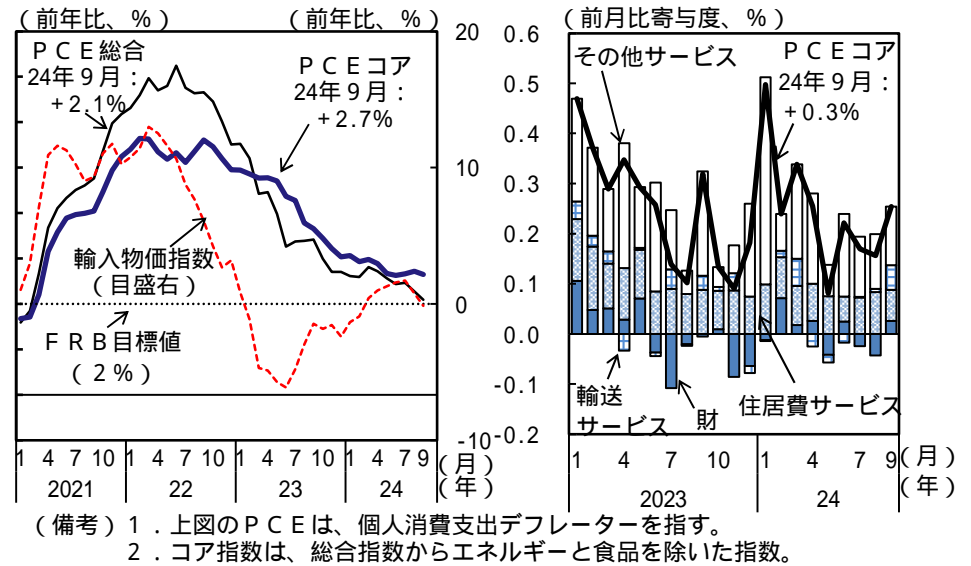 （前年比、％）
（前年比、％）
20
10
0
-10
ＰＣＥ総合
24年９月：
+2.1%
ＰＣＥコア
24年９月：
+2.7%
輸入物価指数
（目盛右）
ＦＲＢ目標値
（２％）
1 4 7 10 1 4 7 10 1 4 7 10 1 4 7 9
（月）
2021 22 23 24
（年）
（前月比寄与度、％）
0.6
0.5
0.4
0.3
0.2
0.1
0.0
-0.1
-0.2
その他サービス
ＰＣＥコア
24年９月：
+0.3%
輸送
サービス
財
住居費サービス
1 4 7 10 1 4 7 9
（月）
2023 24
（年）
（備考）１．上図のＰＣＥは、個人消費支出デフレーターを指す。
２．コア指数は、総合指数からエネルギーと食品を除いた指数。